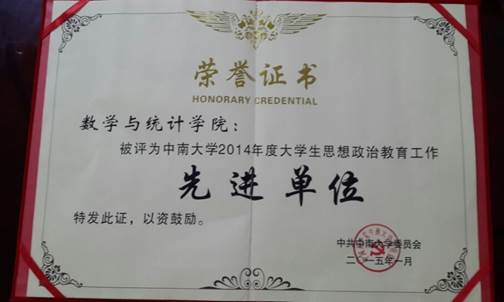 荣誉证书
HONORARY CREDENTIAL
数学与统计学院：
被评为中南大学2014年度大学生思想政治教育工作
先进单位
特发此证，以资鼓励。
中共中南大学委员会
二〇一五年一月